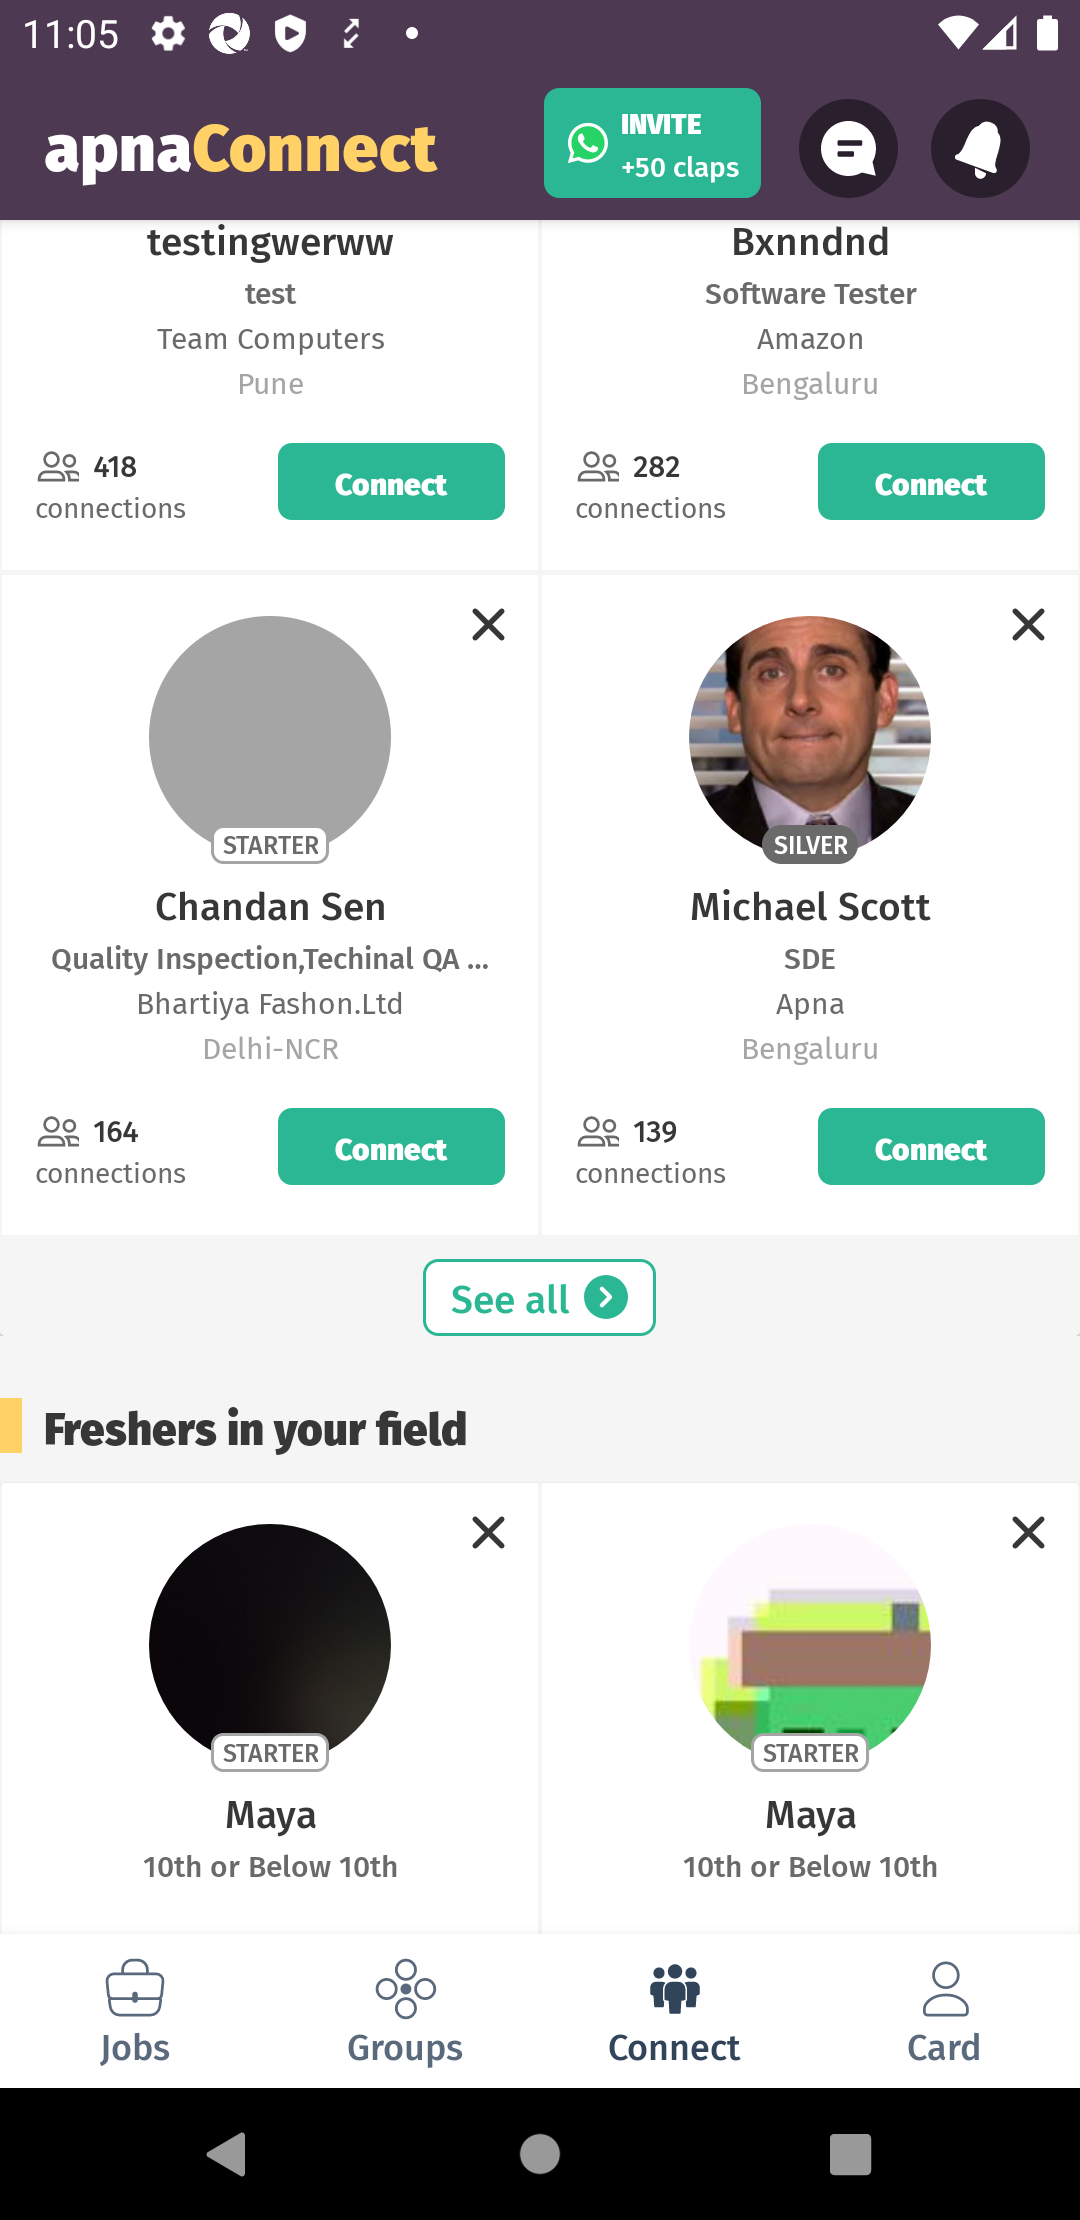 11:05
apnaConnect
INVITE
+50 claps
testingwerww
test
Team Computers
Pune
418
connections
Connect
Bxnndnd
Software Tester
Amazon
Bengaluru
282
connections
Connect
STARTER
Chandan Sen
Quality Inspection,Techinal QA ...
Bhartiya Fashon.Ltd
Delhi-NCR
164
connections
Connect
SILVER
Michael Scott
SDE
Apna
Bengaluru
139
connections
Connect
See all
Freshers in your field
STARTER
Maya
10th or Below 10th
STARTER
Maya
10th or Below 10th
Jobs
Groups
Connect
Card